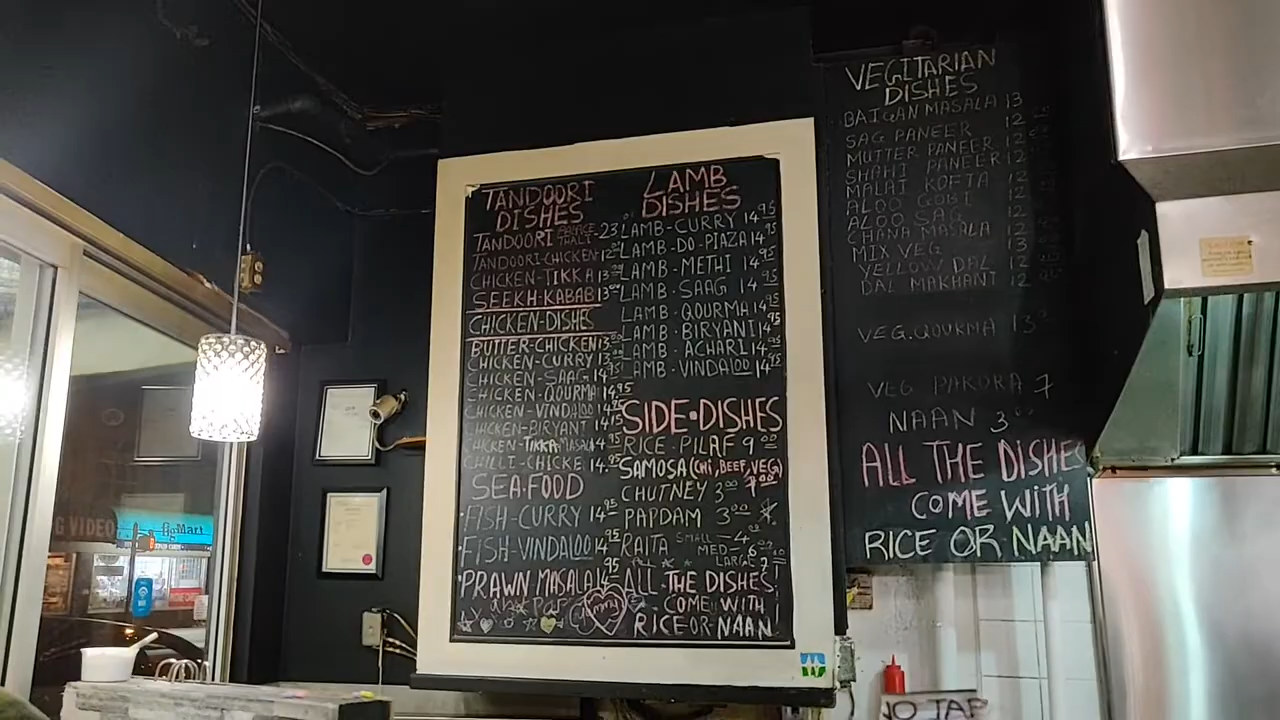 TANDOORI
DISHES
TANDOORI 23
TANDOORI-CHICKEN 12
CHICKEN-TIKKA 13
SEEKH-KABAB 13
CHICKEN-DISHES
BUTTER-CHICKEN 13
CHICKEN-CURRY 13
CHICKEN-SAAG 14
CHICKEN-QOURMA 14.95
CHICKEN-VINDALOO 14
CHICKEN-BIRYANI 14
CHICKEN-TIKKA MASALA 14.95
CHILLI-CHICKE 14.95
SEA-FOOD
FISH-CURRY 14.95
FISH-VINDALOO 14.95
PRAWN MASALA 14.95
LAMB
DISHES
LAMB-CURRY 14.95
LAMB-DO-PIAZA 14.95
LAMB-METHI 14.95
LAMB-SAAG 14.95
LAMB-QOURMA 14.95
LAMB-BIRYANI 14.95
LAMB-ACHARI 14.95
LAMB-VINDALOO 14.95
SIDE-DISHES
RICE-PILAF 9.00
SAMOSA (CHI, BEEF, VEG)
CHUTNEY 3.00 7.00
PAPDAM 3.00
RAITA SMALL-4
MED-6
LARGE 7
ALL THE DISHES
COME WITH
RICE OR NAAN
VEGITARIAN
DISHES
BAIGAN MASALA 13
SAG PANEER 12
MUTTER PANEER 12
SHAHI PANEER 12
MALAI KOFTA 12
ALOO GOBI 12
ALOO SAG 12
CHANA MASALA 12
MIX VEG 13
YELLOW DAL 12
DAL MAKHANI 12
VEG. QOURMA 13
VEG PAKORA 7
NAAN 3
ALL THE DISHES
COME WITH
RICE OR NAAN
G VIDEO
NO TAP